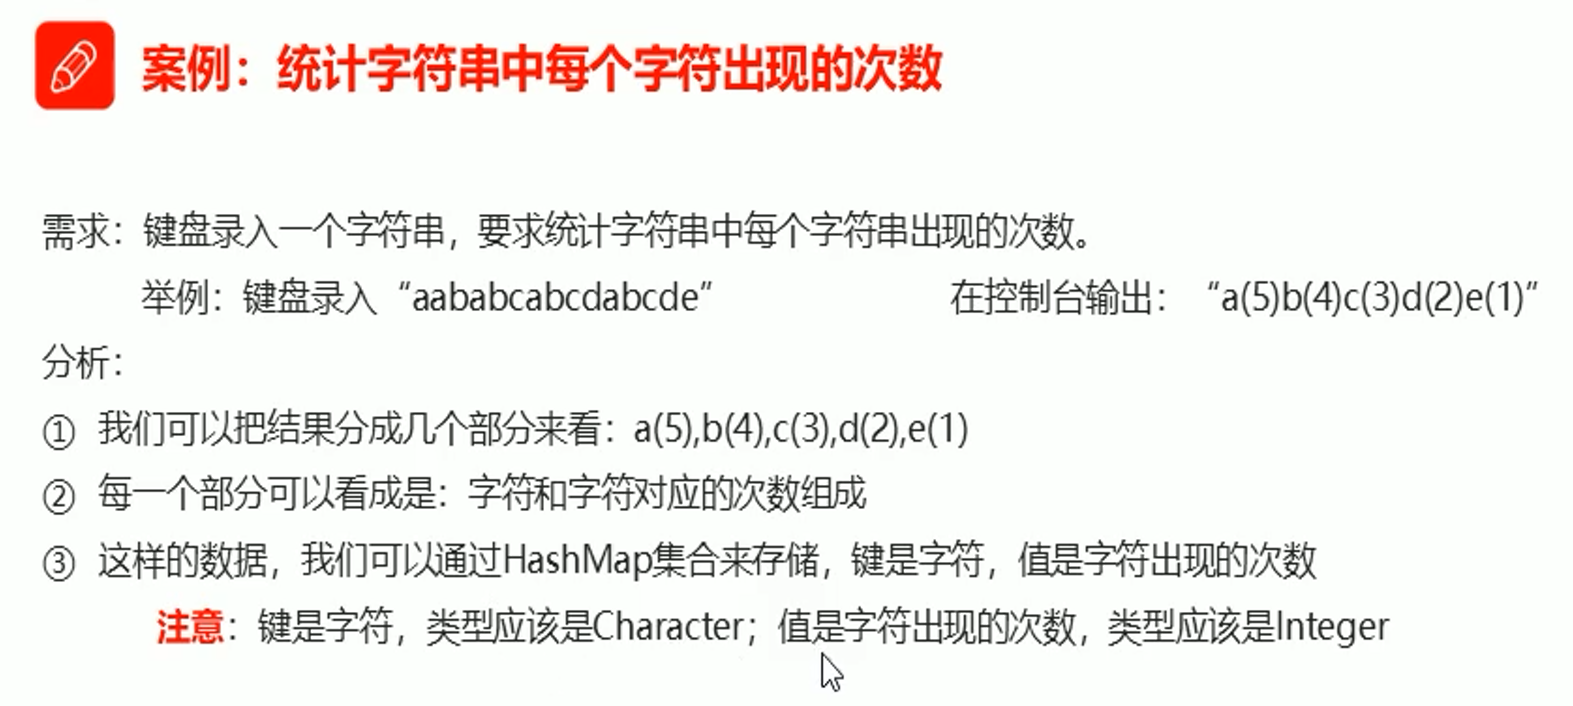 案例：统计字符串中每个字符出现的次数
需求：键盘录入一个字符串，要求统计字符串中每个字符串出现的次数。
举例：键盘录入“aababcabcdabcde” 在控制台输出：“a(5)b(4)c(3)d(2)e(1)”
分析：
① 我们可以把结果分成几个部分来看：a(5),b(4),c(3),d(2),e(1)
② 每一个部分可以看成是：字符和字符对应的次数组成
③ 这样的数据，我们可以通过HashMap集合来存储，键是字符，值是字符出现的次数
注意：键是字符，类型应该是Character；值是字符出现的次数，类型应该是Integer